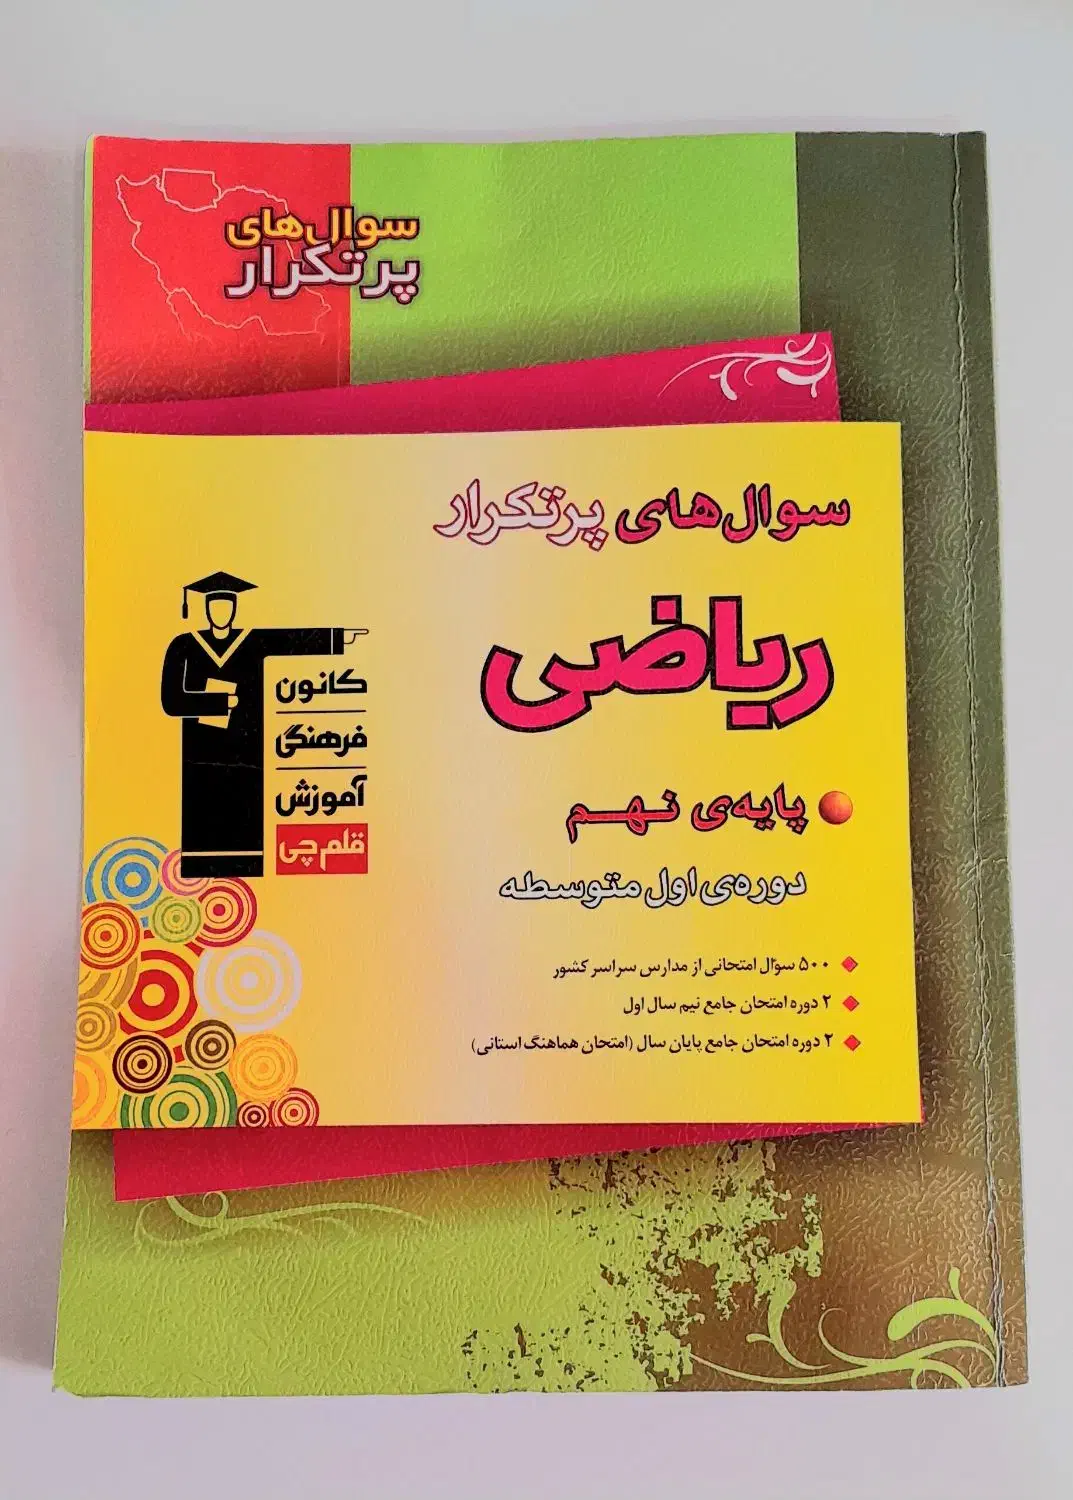 سوال‌های
پرتکرار
سوال‌های پرتکرار
ریاضی
پایه‌ی نهم
دوره‌ی اول متوسطه
کانون
فرهنگی
آموزش
قلم‌چی
۵۰۰ سوال امتحانی از مدارس سراسر کشور
۲ دوره امتحان جامع نیم سال اول
۲ دوره امتحان جامع پایان سال (امتحان هماهنگ استانی)